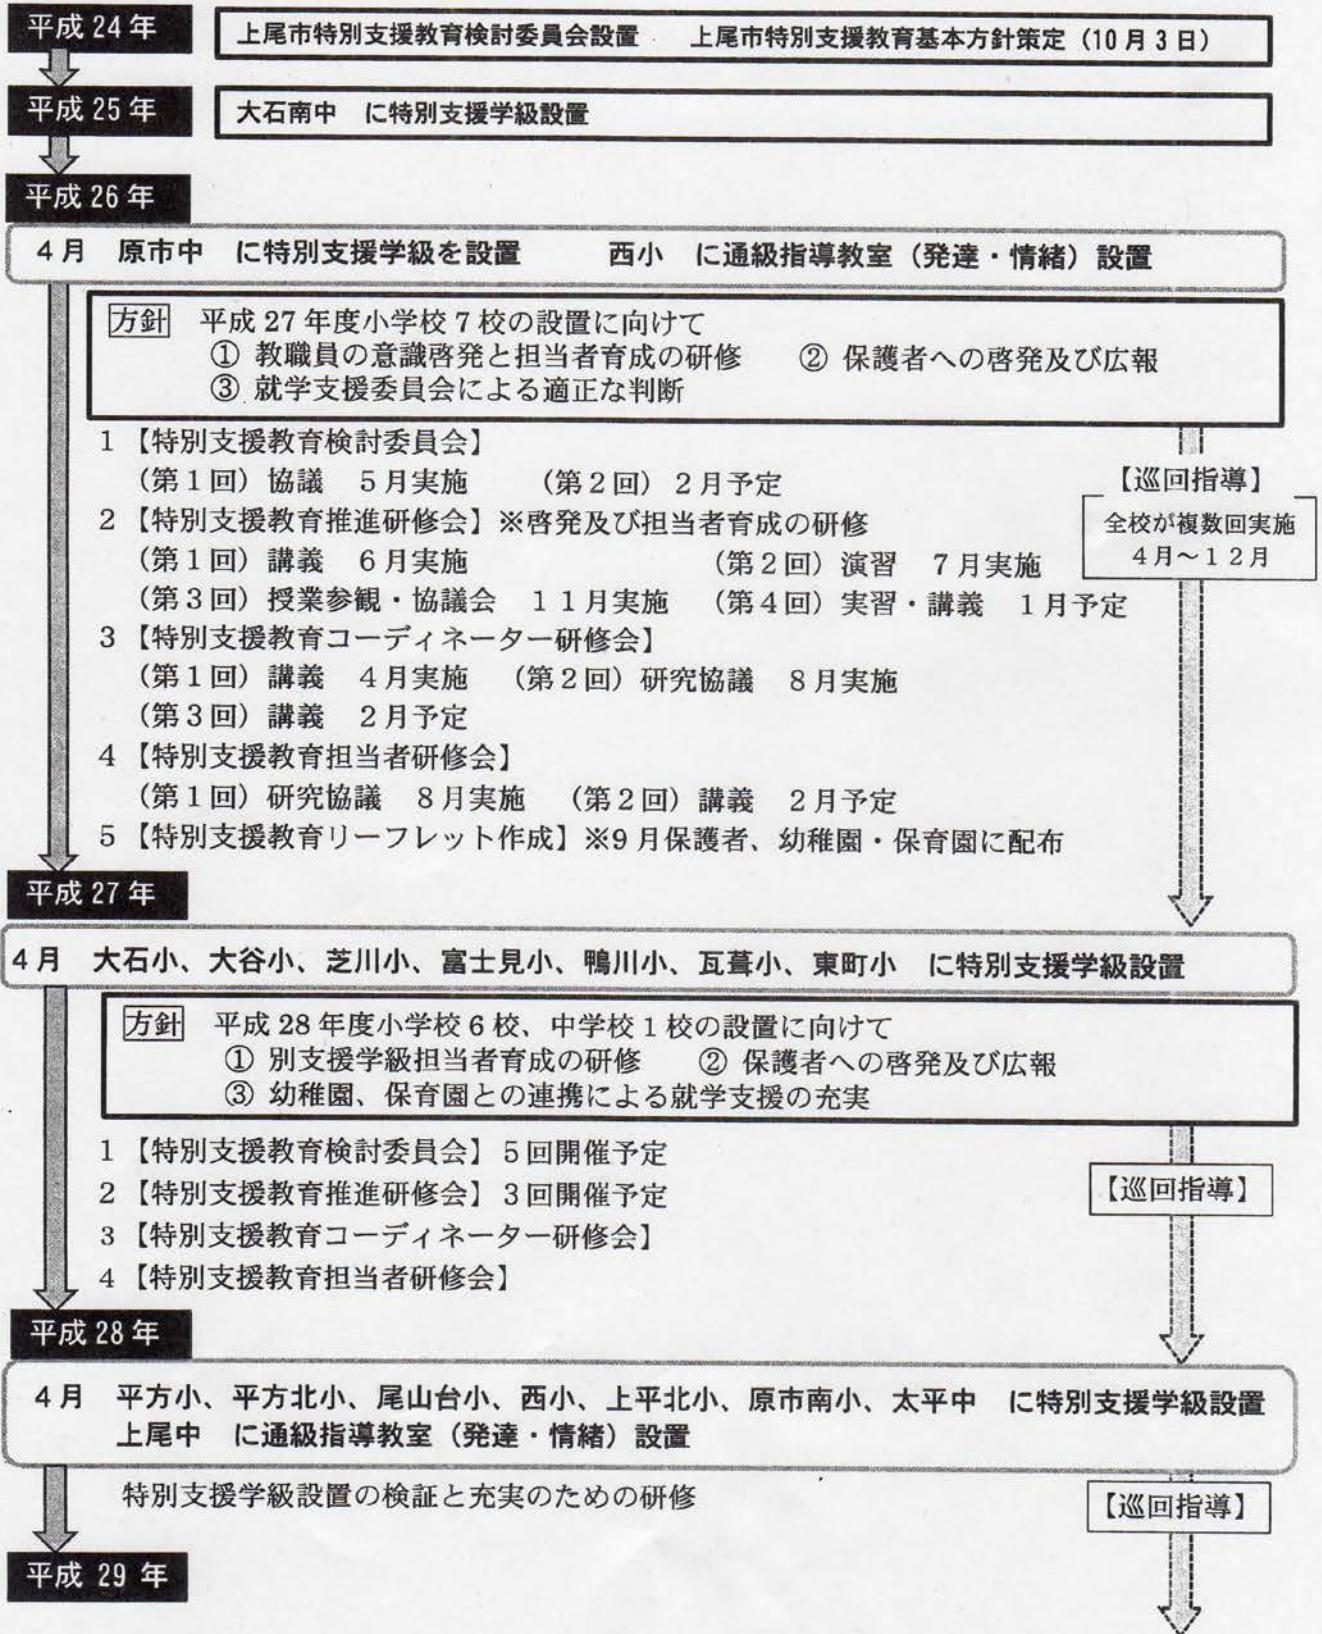 平成 24 年
上尾市特別支援教育検討委員会設置　上尾市特別支援教育基本方針策定（10 月 3 日）
平成 25 年
大石南中　に特別支援学級設置
平成 26 年
４月　原市中　に特別支援学級を設置　　西小　に通級指導教室（発達・情緒）設置
方針　平成 27 年度小学校 7 校の設置に向けて
① 教職員の意識啓発と担当者育成の研修　② 保護者への啓発及び広報
③ 就学支援委員会による適正な判断
1 【特別支援教育検討委員会】
（第１回）協議　５月実施　（第２回）２月予定
2 【特別支援教育推進研修会】※啓発及び担当者育成の研修
（第１回）講義　６月実施　（第２回）演習　７月実施
（第３回）授業参観・協議会　１１月実施　（第４回）実習・講義　１月予定
3 【特別支援教育コーディネーター研修会】
（第１回）講義　４月実施　（第２回）研究協議　８月実施
（第３回）講義　２月予定
4 【特別支援教育担当者研修会】
（第１回）研究協議　８月実施　（第２回）講義　２月予定
5 【特別支援教育リーフレット作成】※9 月保護者、幼稚園・保育園に配布
【巡回指導】
全校が複数回実施
４月～１２月
平成 27 年
４月　大石小、大谷小、芝川小、富士見小、鴨川小、瓦葺小、東町小　に特別支援学級設置
方針　平成 28 年度小学校 6 校、中学校 1 校の設置に向けて
① 別支援学級担当者育成の研修　② 保護者への啓発及び広報
③ 幼稚園、保育園との連携による就学支援の充実
1 【特別支援教育検討委員会】５回開催予定
2 【特別支援教育推進研修会】３回開催予定
3 【特別支援教育コーディネーター研修会】
4 【特別支援教育担当者研修会】
【巡回指導】
平成 28 年
４月　平方小、平方北小、尾山台小、西小、上平北小、原市南小、太平中　に特別支援学級設置
上尾中　に通級指導教室（発達・情緒）設置
特別支援学級設置の検証と充実のための研修
【巡回指導】
平成 29 年